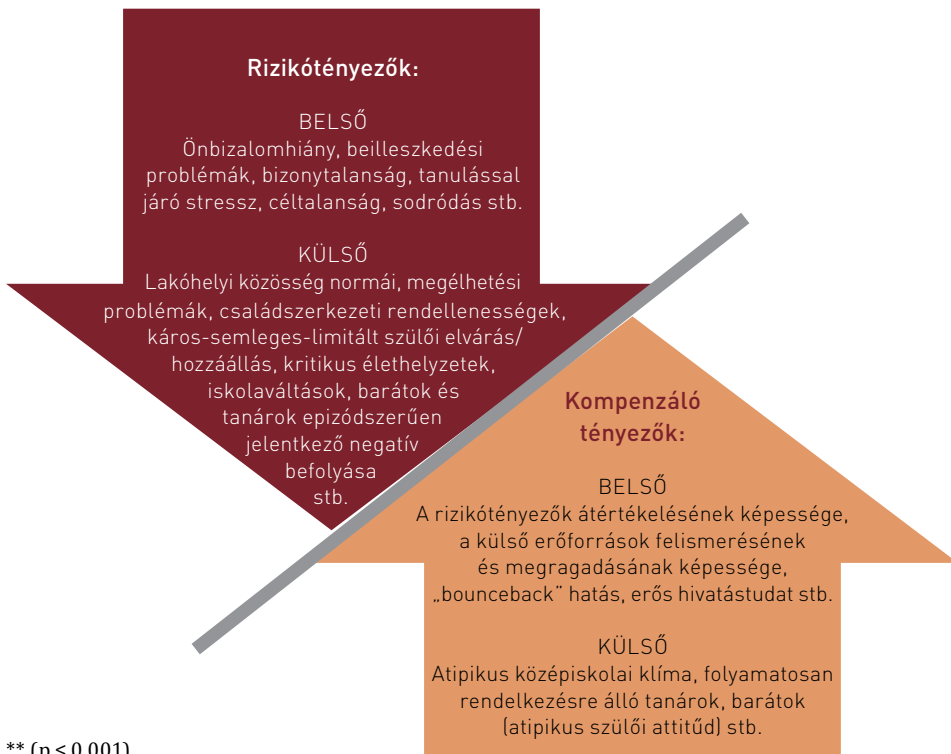 Rizikótényezők:
BELSŐ
Önbizalomhiány, beilleszkedési
problémák, bizonytalanság, tanulással
járó stressz, céltalanság, sodródás stb.
KÜLSŐ
Lakóhelyi közösség normái, megélhetési
problémák, családszerkezeti rendellenességek,
káros-semleges-limitált szülői elvárás/
hozzáállás, kritikus élethelyzetek,
iskolaváltások, barátok és
tanárok epizódszerűen
jelentkező negatív
befolyása
stb.
Kompenzáló
tényezők:
BELSŐ
A rizikótényezők átértékelésének képessége,
a külső erőforrások felismerésének
és megragadásának képessége,
„bounceback” hatás, erős hivatástudat stb.
KÜLSŐ
Atipikus középiskolai klíma, folyamatosan
rendelkezésre álló tanárok, barátok
(atipikus szülői attitűd) stb.
** (p ≤ 0,001)